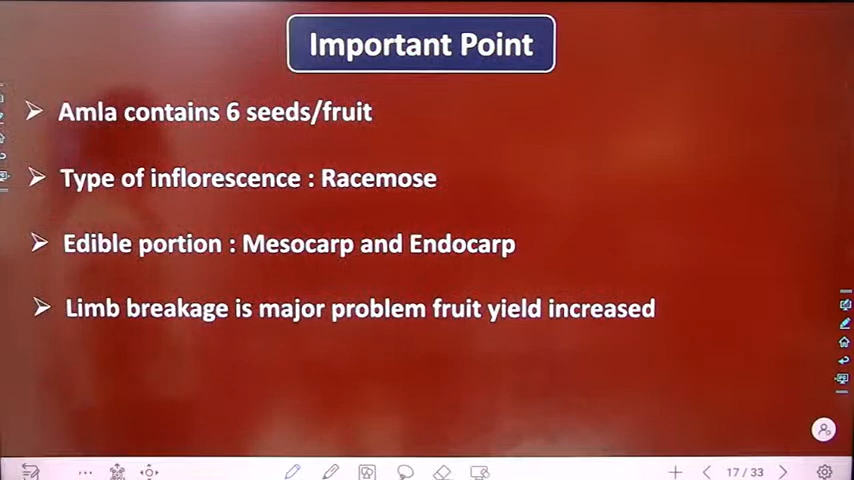 Important Point
Amla contains 6 seeds/fruit
Type of inflorescence : Racemose
Edible portion : Mesocarp and Endocarp
Limb breakage is major problem fruit yield increased
17 / 33